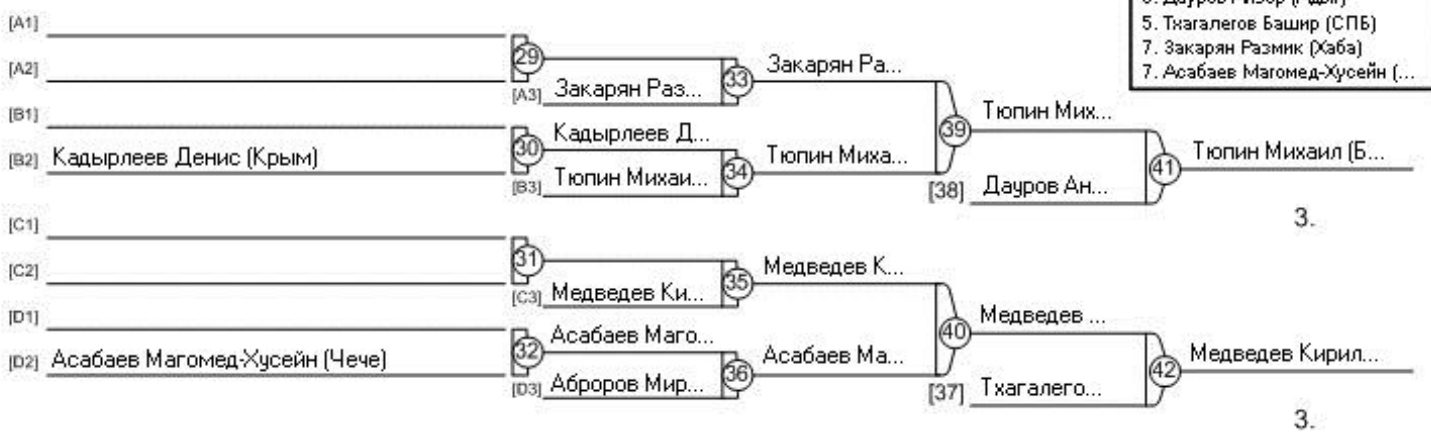 5. Тхагалегов Башир (СПБ)
7. Закарян Размик (Хаба)
7. Асабаев Магомед-Хусейн (...
[A1]
[A2]
29
[A3] Закарян Раз...
33
Закарян Ра...
[B1]
[B2] Кадырлеев Денис (Крым)
30
Кадырлеев Д...
[B3] Тюпин Михаи...
34
Тюпин Миха...
39
Тюпин Мих...
[38] Дауров Ан...
41
Тюпин Михаил (Б...
3.
[C1]
[C2]
31
[C3] Медведев Ки...
35
Медведев К...
[D1]
[D2] Асабаев Магомед-Хусейн (Чече)
32
Асабаев Маго...
[D3] Аброров Мир...
36
Асабаев Ма...
40
Медведев ...
[37] Тхагалего...
42
Медведев Кирил...
3.